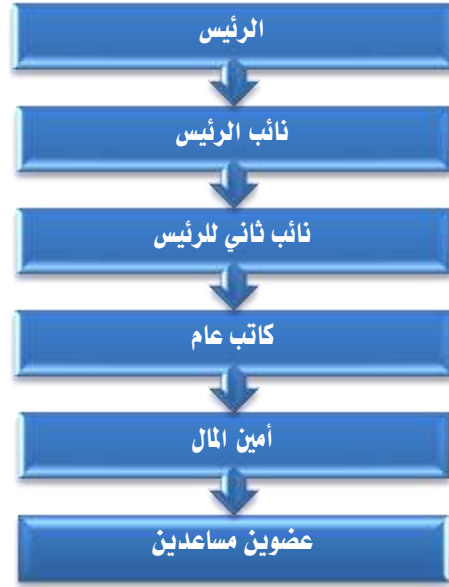 الرئيس
نائب الرئيس
نائب ثاني للرئيس
كاتب عام
أمين المال
عضوين مساعدين